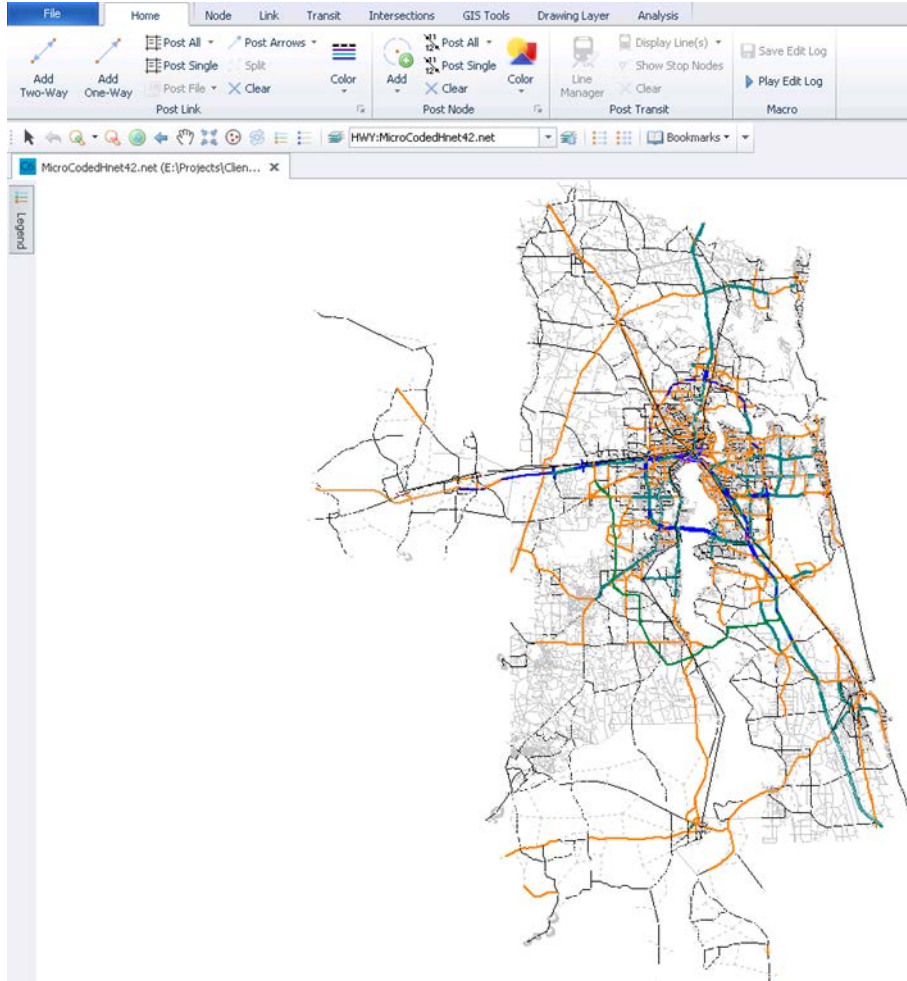 File Home Node Link Transit Intersections GIS Tools Drawing Layer Analysis
Add Two-Way
Add One-Way
Post All
Post Single
Post File
Post Arrows
Split
Clear
Color
Post Link
Add
Post All
Post Single
Clear
Color
Post Node
Line Manager
Display Line(s)
Show Stop Nodes
Clear
Post Transit
Save Edit Log
Play Edit Log
Macro
HWY:MicroCodedHnet42.net
Bookmarks
MicroCodedHnet42.net (E:\Projects\Clien...
Legend